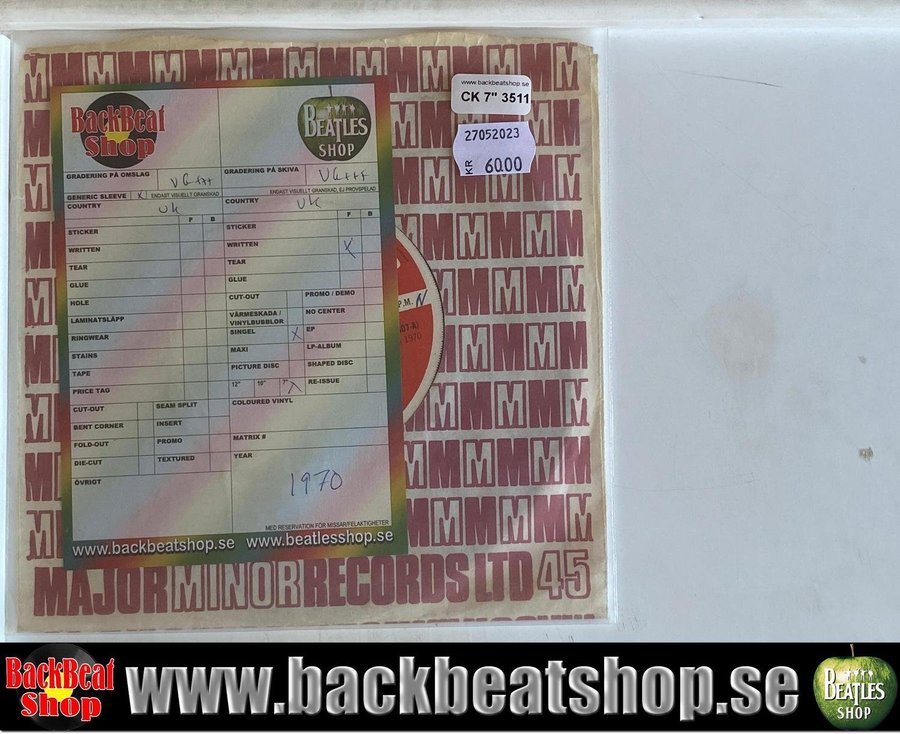 www.backbeatshop.se
CK 7" 3511
27052023
KR 60.00
BackBeat
Shop
BEATLES
SHOP
GRADERING PÅ OMSLAG VG+++
GRADERING PÅ SKIVA VG+++
GENERIC SLEEVE X ENDAST VISUELLT GRANSKAD
ENDAST VISUELLT GRANSKAD, EJ PROVSPELAD
COUNTRY UK
COUNTRY UK
F B
F B
STICKER
STICKER
WRITTEN
WRITTEN X
TEAR
TEAR
GLUE
GLUE
HOLE
CUT-OUT PROMO / DEMO
LAMINATSLÄPP
VÄRMESKADA / VINYLBUBBLOR NO CENTER
RINGWEAR
SINGEL X EP
STAINS
MAXI LP-ALBUM
TAPE
PICTURE DISC SHAPED DISC
PRICE TAG
12" 10" 7" X RE-ISSUE
CUT-OUT SEAM SPLIT
COLOURED VINYL
BENT CORNER INSERT
FOLD-OUT PROMO
MATRIX #
DIE-CUT TEXTURED
YEAR
ÖVRIGT
1970
MED RESERVATION FÖR MISSAR/FELAKTIGHETER
www.backbeatshop.se www.beatlesshop.se
P.M. N
07-A)
1970
MAJOR MINOR RECORDS LTD 45
BackBeat
Shop
www.backbeatshop.se
BEATLES
SHOP